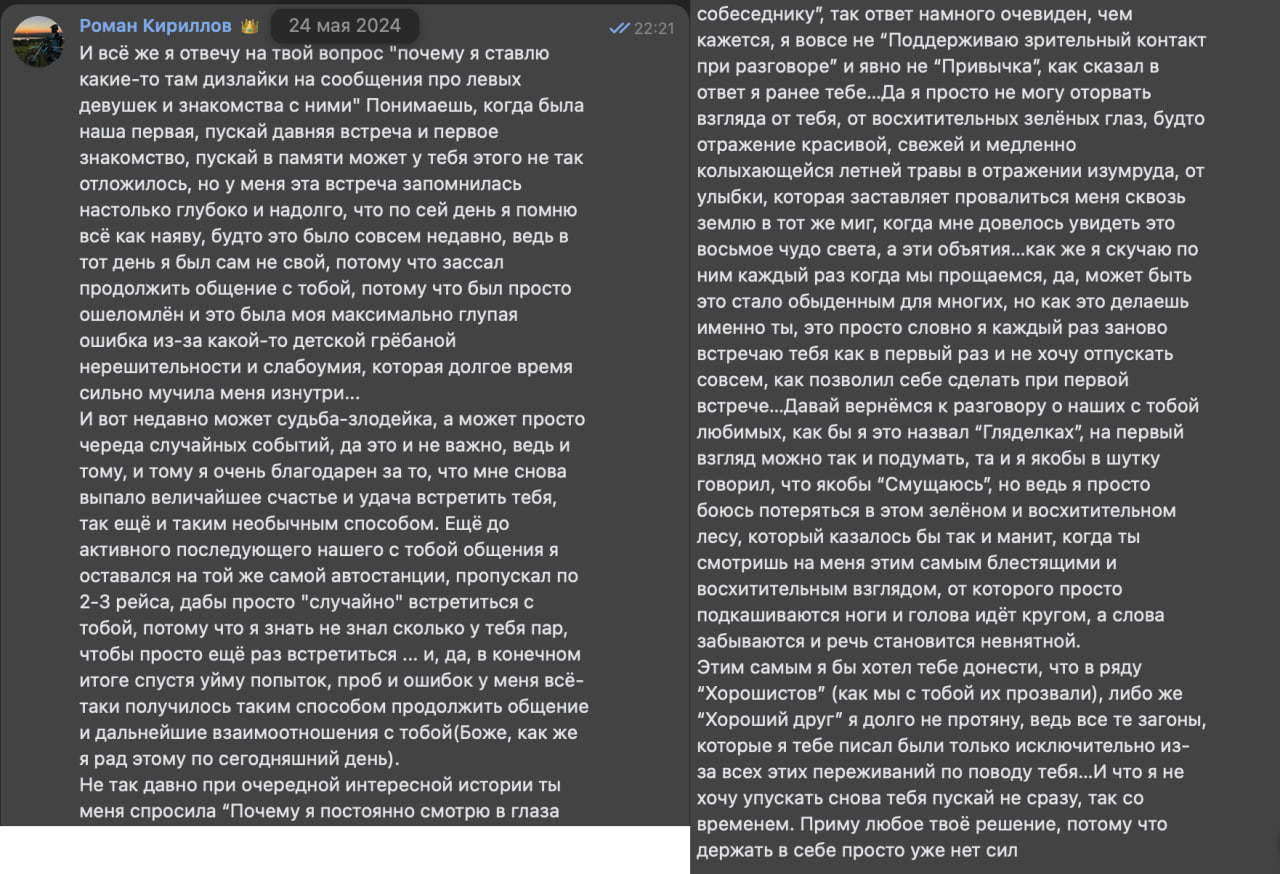 Роман Кириллов 👑
24 мая 2024
22:21
И всё же я отвечу на твой вопрос "почему я ставлю
какие-то там дизлайки на сообщения про левых
девушек и знакомства с ними" Понимаешь, когда была
наша первая, пускай давняя встреча и первое
знакомство, пускай в памяти может у тебя этого не так
отложилось, но у меня эта встреча запомнилась
настолько глубоко и надолго, что по сей день я помню
всё как наяву, будто это было совсем недавно, ведь в
тот день я был сам не свой, потому что зассал
продолжить общение с тобой, потому что был просто
ошеломлён и это была моя максимально глупая
ошибка из-за какой-то детской грёбаной
нерешительности и слабоумия, которая долгое время
сильно мучила меня изнутри...
И вот недавно может судьба-злодейка, а может просто
череда случайных событий, да это и не важно, ведь и
тому, и тому я очень благодарен за то, что мне снова
выпало величайшее счастье и удача встретить тебя,
так ещё и таким необычным способом. Ещё до
активного последующего нашего с тобой общения я
оставался на той же самой автостанции, пропускал по
2-3 рейса, дабы просто "случайно" встретиться с
тобой, потому что я знать не знал сколько у тебя пар,
чтобы просто ещё раз встретиться ... и, да, в конечном
итоге спустя уйму попыток, проб и ошибок у меня всё-
таки получилось таким способом продолжить общение
и дальнейшие взаимоотношения с тобой(Боже, как же
я рад этому по сегодняшний день).
Не так давно при очередной интересной истории ты
меня спросила “Почему я постоянно смотрю в глаза
собеседнику”, так ответ намного очевиден, чем
кажется, я вовсе не “Поддерживаю зрительный контакт
при разговоре” и явно не “Привычка”, как сказал в
ответ я ранее тебе...Да я просто не могу оторвать
взгляда от тебя, от восхитительных зелёных глаз, будто
отражение красивой, свежей и медленно
колыхающейся летней травы в отражении изумруда, от
улыбки, которая заставляет провалиться меня сквозь
землю в тот же миг, когда мне довелось увидеть это
восьмое чудо света, а эти объятия...как же я скучаю по
ним каждый раз когда мы прощаемся, да, может быть
это стало обыденным для многих, но как это делаешь
именно ты, это просто словно я каждый раз заново
встречаю тебя как в первый раз и не хочу отпускать
совсем, как позволил себе сделать при первой
встрече...Давай вернёмся к разговору о наших с тобой
любимых, как бы я это назвал “Гляделках”, на первый
взгляд можно так и подумать, та и я якобы в шутку
говорил, что якобы “Смущаюсь”, но ведь я просто
боюсь потеряться в этом зелёном и восхитительном
лесу, который казалось бы так и манит, когда ты
смотришь на меня этим самым блестящими и
восхитительным взглядом, от которого просто
подкашиваются ноги и голова идёт кругом, а слова
забываются и речь становится невнятной.
Этим самым я бы хотел тебе донести, что в ряду
“Хорошистов” (как мы с тобой их прозвали), либо же
“Хороший друг” я долго не протяну, ведь все те загоны,
которые я тебе писал были только исключительно из-
за всех этих переживаний по поводу тебя...И что я не
хочу упускать снова тебя пускай не сразу, так со
временем. Приму любое твоё решение, потому что
держать в себе просто уже нет сил